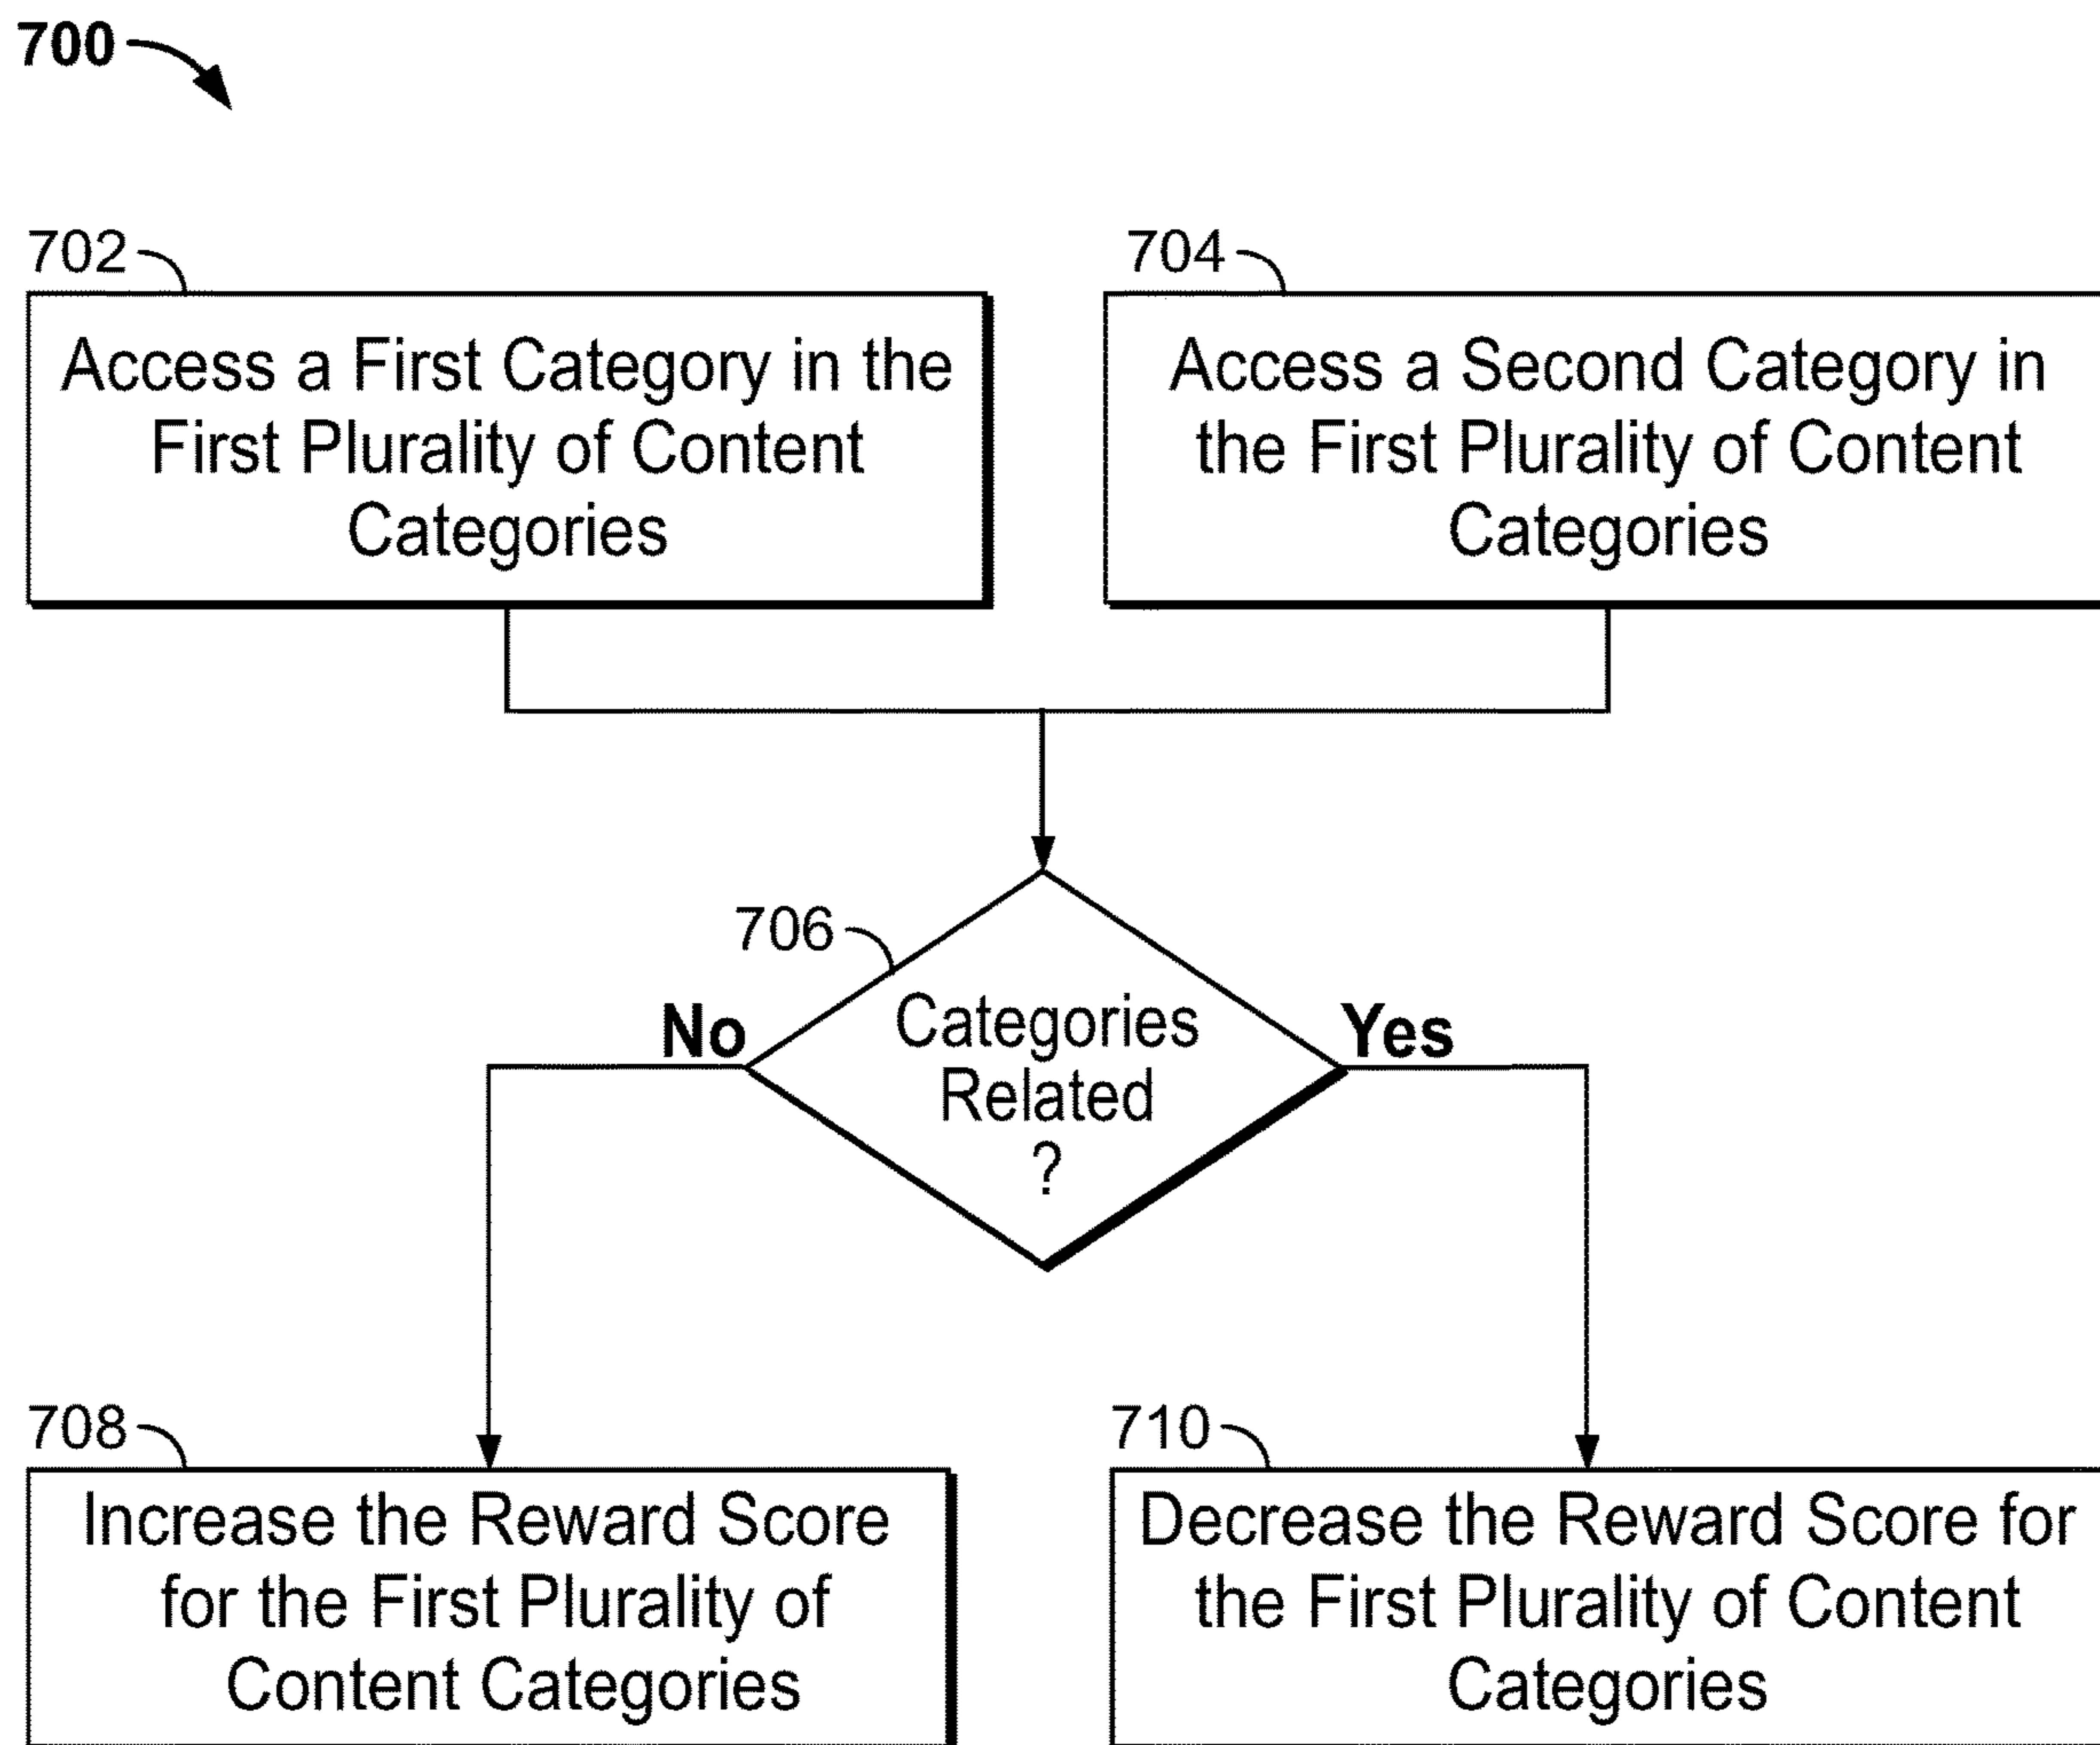 700
702
Access a First Category in the
First Plurality of Content
Categories
704
Access a Second Category in
the First Plurality of Content
Categories
706
Categories
Related
?
No
Yes
708
Increase the Reward Score
for the First Plurality of
Content Categories
710
Decrease the Reward Score for
the First Plurality of Content
Categories